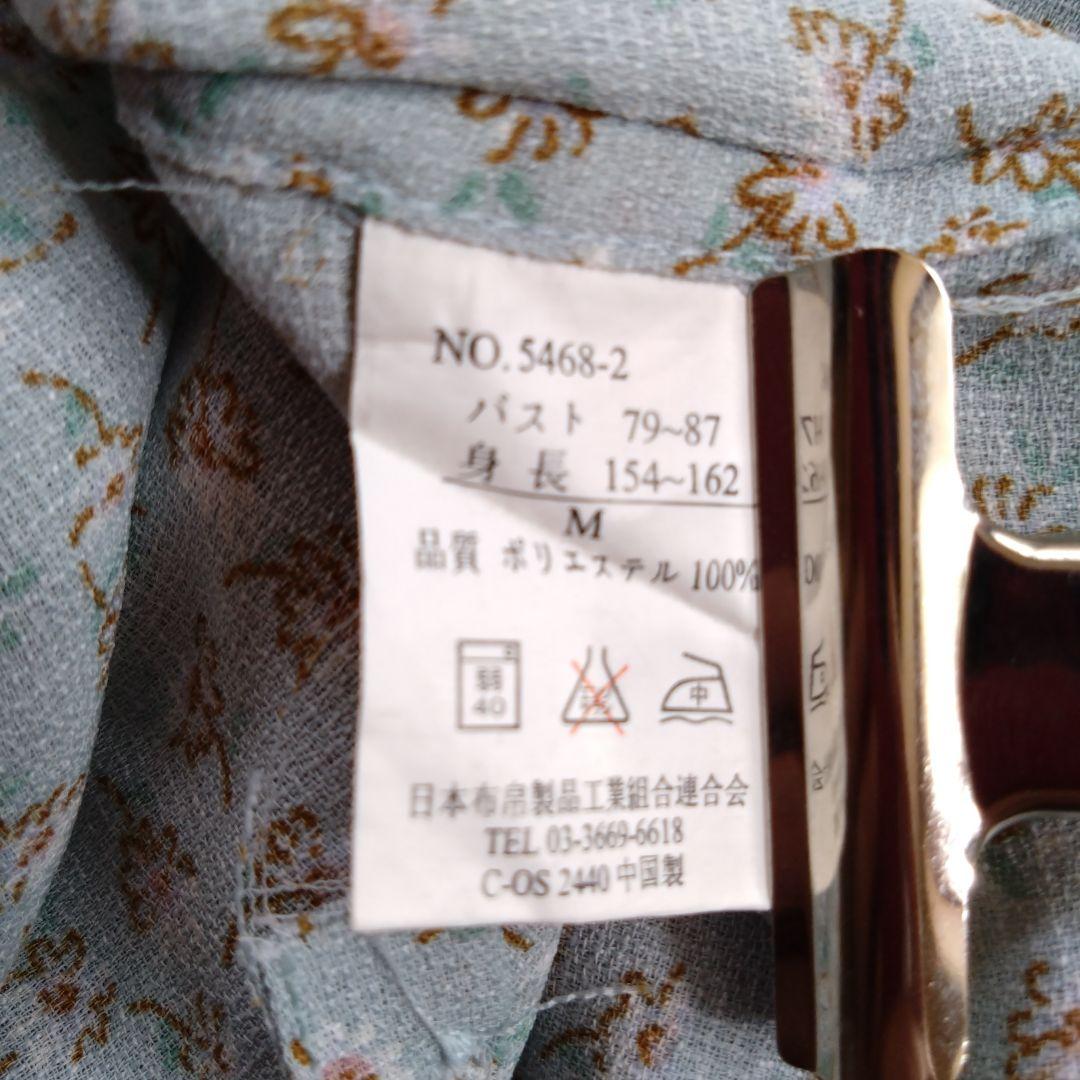 NO. 5468-2
バスト 79~87
身長 154~162
M
品質 ポリエステル 100%
弱
40
中
日本布帛製品工業組合連合会
TEL 03-3669-6618
C-OS 2440 中国製